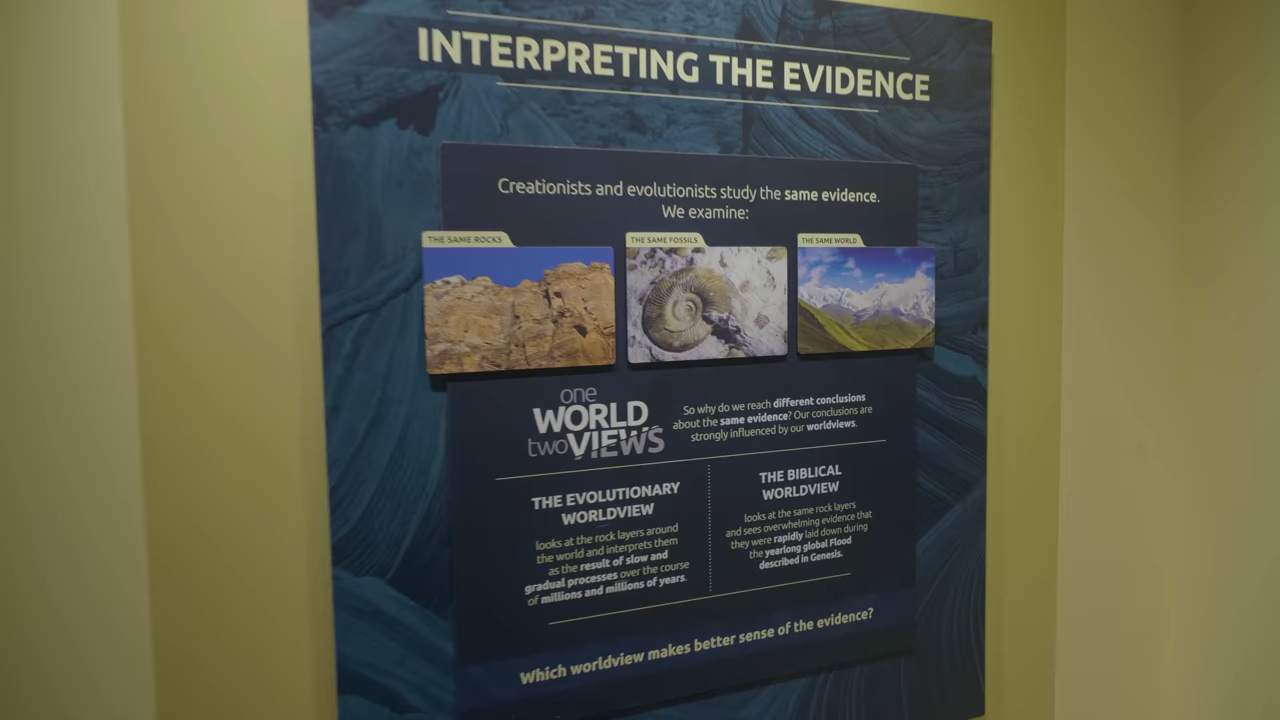 INTERPRETING THE EVIDENCE
Creationists and evolutionists study the same evidence.
We examine:
THE SAME ROCKS
THE SAME FOSSILS
THE SAME WORLD
one
WORLD
two VIEWS
So why do we reach different conclusions
about the same evidence? Our conclusions are
strongly influenced by our worldviews.
THE EVOLUTIONARY
WORLDVIEW
looks at the rock layers around
the world and interprets them
as the result of slow and
gradual processes over the course
of millions and millions of years.
THE BIBLICAL
WORLDVIEW
looks at the same rock layers
and sees overwhelming evidence that
they were rapidly laid down during
the yearlong global Flood
described in Genesis.
Which worldview makes better sense of the evidence?